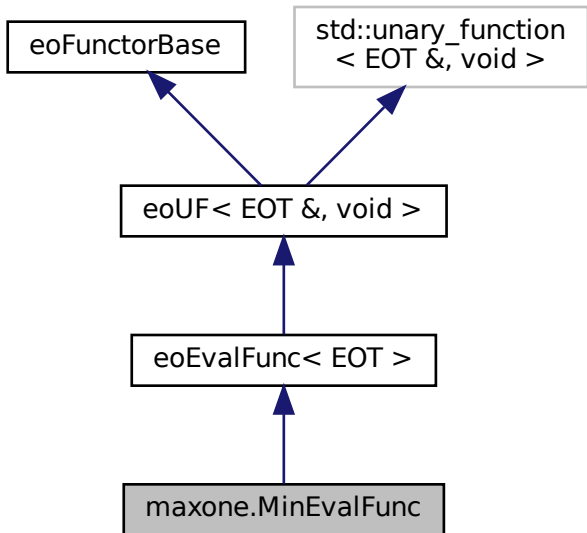 eoFunctorBase
std::unary_function
< EOT &, void >
eoUF< EOT &, void >
eoEvalFunc< EOT >
maxone.MinEvalFunc